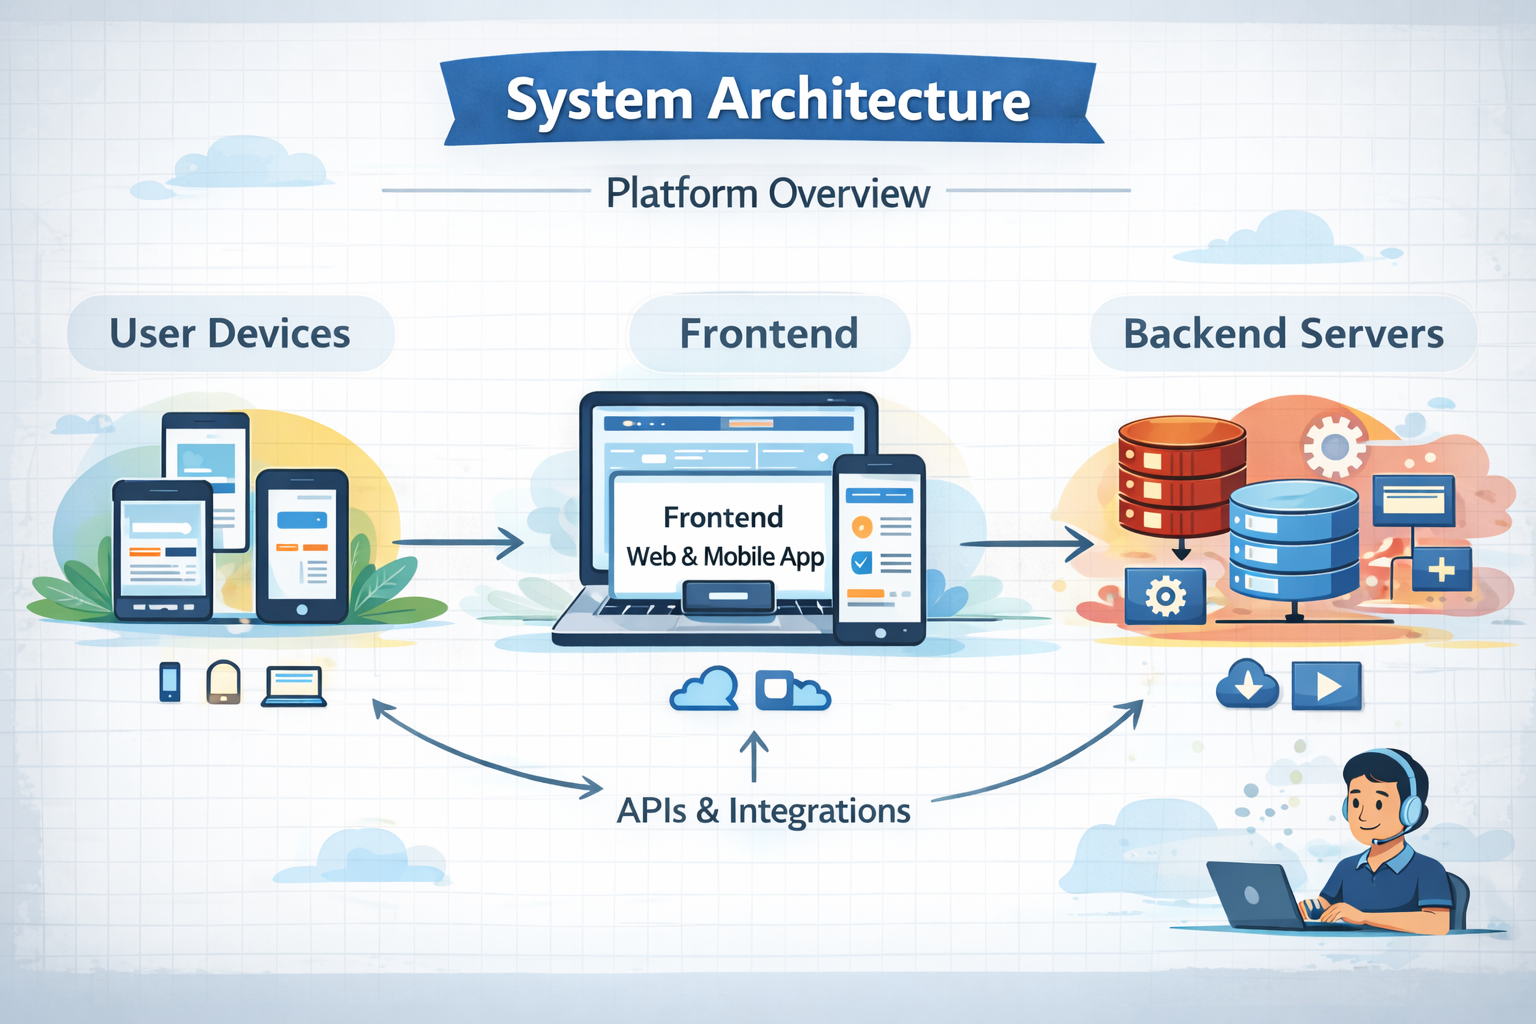 System Architecture
Platform Overview
User Devices
Frontend
Backend Servers
Frontend
Web & Mobile App
APIs & Integrations